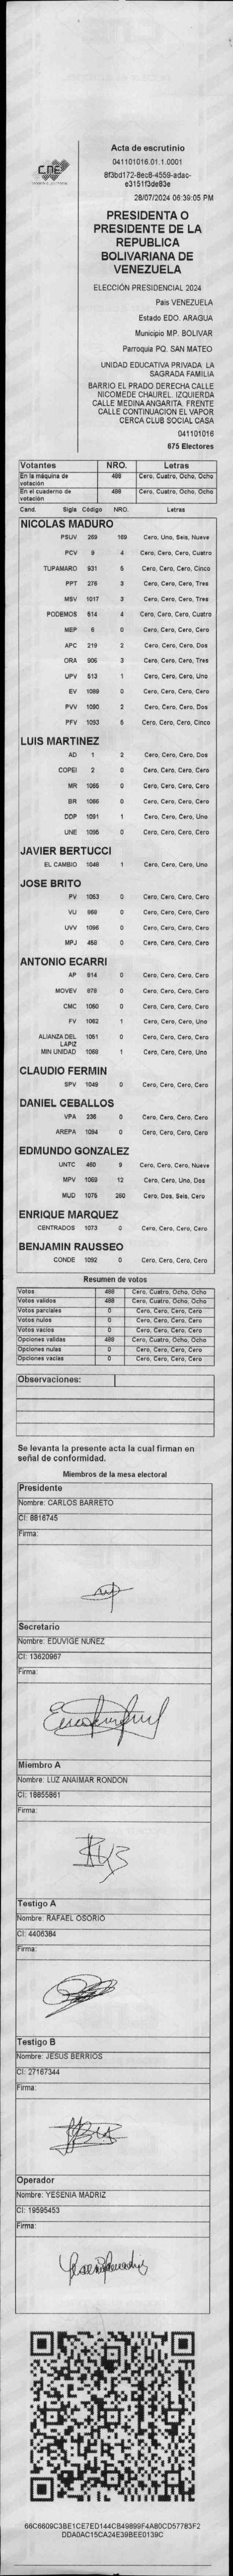 CNE
Acta de escrutinio
041101016.01.1.0001
8f3bd172-8ec8-4559-adac-
e3151f3de83e
28/07/2024 06:39:05 PM
PRESIDENTA O
PRESIDENTE DE LA
REPUBLICA
BOLIVARIANA DE
VENEZUELA
ELECCIÓN PRESIDENCIAL 2024
Pais VENEZUELA
Estado EDO. ARAGUA
Municipio MP. BOLIVAR
Parroquia PQ. SAN MATEO
UNIDAD EDUCATIVA PRIVADA LA
SAGRADA FAMILIA
BARRIO EL PRADO DERECHA CALLE
NICOMEDE CHAUREL. IZQUIERDA
CALLE MEDINA ANGARITA. FRENTE
CALLE CONTINUACION EL VAPOR
CERCA CLUB SOCIAL CASA
041101016
675 Electores
Votantes NRO. Letras
En la máquina de votación 488 Cero, Cuatro, Ocho, Ocho
En el cuaderno de votación 488 Cero, Cuatro, Ocho, Ocho
Cand. Sigla Código NRO. Letras
NICOLAS MADURO
PSUV 269 169 Cero, Uno, Seis, Nueve
PCV 9 4 Cero, Cero, Cero, Cuatro
TUPAMARO 931 5 Cero, Cero, Cero, Cinco
PPT 276 3 Cero, Cero, Cero, Tres
MSV 1017 3 Cero, Cero, Cero, Tres
PODEMOS 514 4 Cero, Cero, Cero, Cuatro
MEP 6 0 Cero, Cero, Cero, Cero
APC 219 2 Cero, Cero, Cero, Dos
ORA 906 3 Cero, Cero, Cero, Tres
UPV 513 1 Cero, Cero, Cero, Uno
EV 1089 0 Cero, Cero, Cero, Cero
PVV 1090 2 Cero, Cero, Cero, Dos
PFV 1093 5 Cero, Cero, Cero, Cinco
LUIS MARTINEZ
AD 1 2 Cero, Cero, Cero, Dos
COPEI 2 0 Cero, Cero, Cero, Cero
MR 1065 0 Cero, Cero, Cero, Cero
BR 1066 0 Cero, Cero, Cero, Cero
DDP 1091 1 Cero, Cero, Cero, Uno
UNE 1095 0 Cero, Cero, Cero, Cero
JAVIER BERTUCCI
EL CAMBIO 1048 1 Cero, Cero, Cero, Uno
JOSE BRITO
PV 1053 0 Cero, Cero, Cero, Cero
VU 869 0 Cero, Cero, Cero, Cero
UVV 1096 0 Cero, Cero, Cero, Cero
MPJ 458 0 Cero, Cero, Cero, Cero
ANTONIO ECARRI
AP 814 0 Cero, Cero, Cero, Cero
MOVEV 678 0 Cero, Cero, Cero, Cero
CMC 1050 0 Cero, Cero, Cero, Cero
FV 1062 1 Cero, Cero, Cero, Uno
ALIANZA DEL LAPIZ 1051 0 Cero, Cero, Cero, Cero
MIN UNIDAD 1068 1 Cero, Cero, Cero, Uno
CLAUDIO FERMIN
SPV 1049 0 Cero, Cero, Cero, Cero
DANIEL CEBALLOS
VPA 236 0 Cero, Cero, Cero, Cero
AREPA 1094 0 Cero, Cero, Cero, Cero
EDMUNDO GONZALEZ
UNTC 480 9 Cero, Cero, Cero, Nueve
MPV 1069 12 Cero, Cero, Uno, Dos
MUD 1075 260 Cero, Dos, Seis, Cero
ENRIQUE MARQUEZ
CENTRADOS 1073 0 Cero, Cero, Cero, Cero
BENJAMIN RAUSSEO
CONDE 1092 0 Cero, Cero, Cero, Cero
Resumen de votos
Votos 488 Cero, Cuatro, Ocho, Ocho
Votos validos 488 Cero, Cuatro, Ocho, Ocho
Votos parciales 0 Cero, Cero, Cero, Cero
Votos nulos 0 Cero, Cero, Cero, Cero
Votos vacios 0 Cero, Cero, Cero, Cero
Opciones validas 488 Cero, Cuatro, Ocho, Ocho
Opciones nulas 0 Cero, Cero, Cero, Cero
Opciones vacias 0 Cero, Cero, Cero, Cero
Observaciones:
Se levanta la presente acta la cual firman en
señal de conformidad.
Miembros de la mesa electoral
Presidente
Nombre: CARLOS BARRETO
CI: 8816745
Firma:
Secretario
Nombre: EDUVIGE NUÑEZ
CI: 13620967
Firma:
Miembro A
Nombre: LUZ ANAIMAR RONDON
CI: 18855861
Firma:
Testigo A
Nombre: RAFAEL OSORIO
CI: 4406384
Firma:
Testigo B
Nombre: JESUS BERRIOS
CI: 27167344
Firma:
Operador
Nombre: YESENIA MADRIZ
CI: 19595453
Firma:
66C6609C3BE1CE7ED144CB49899F4A80CD57783F2
DDA0AC15CA24E39BEE0139C